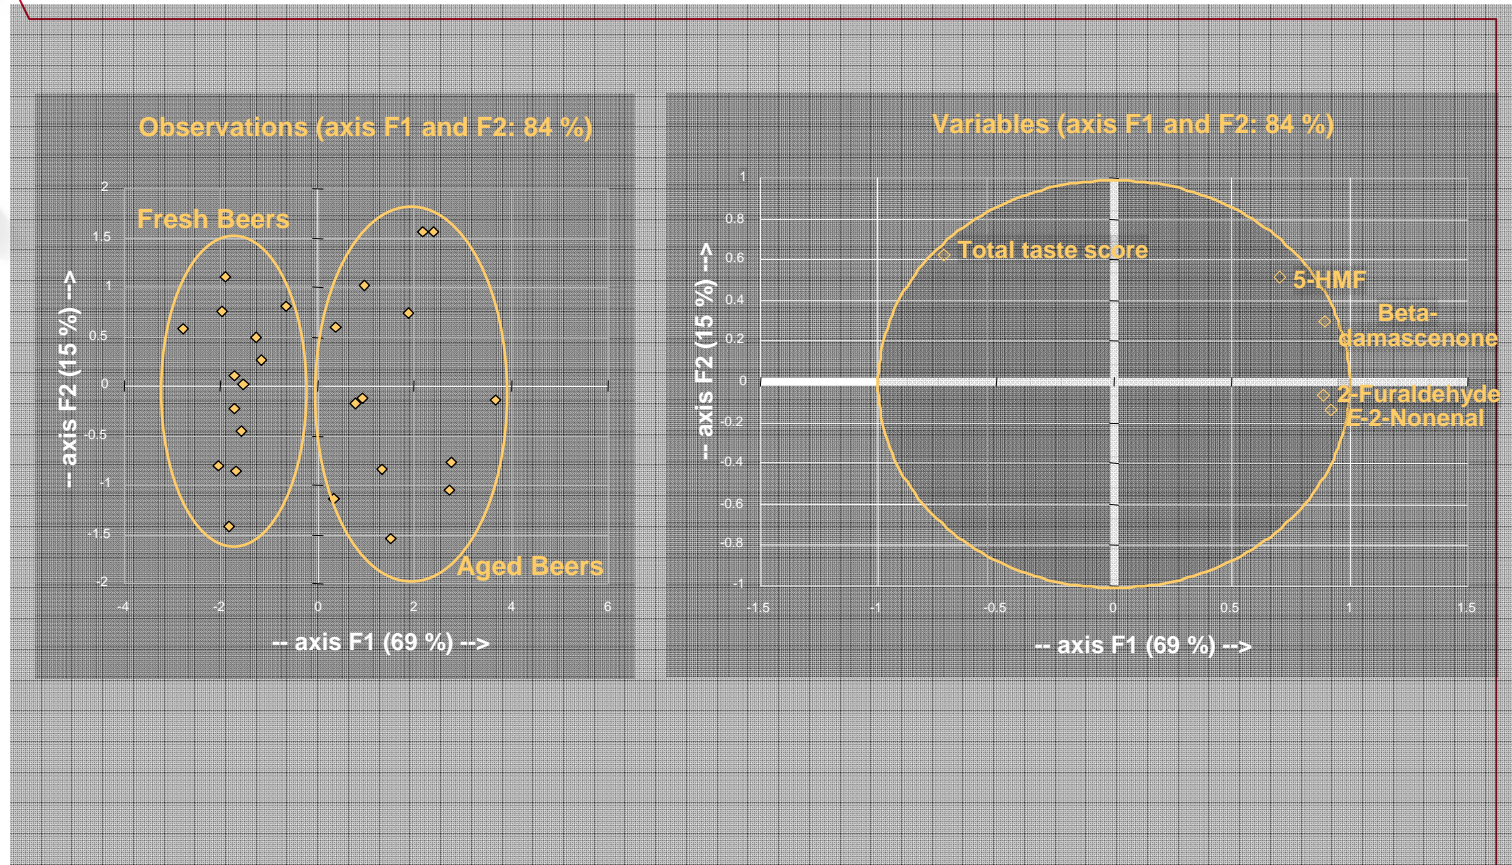 Observations (axis F1 and F2: 84 %)
2
Fresh Beers
1.5
1
0.5
0
-0.5
-1
-1.5
-2
-- axis F2 (15 %) -->
Aged Beers
-4 -2 0 2 4 6
-- axis F1 (69 %) -->
Variables (axis F1 and F2: 84 %)
1
0.8
Total taste score
0.6
5-HMF
0.4
Beta-
damascenone
0.2
0
2-Furaldehyde
E-2-Nonenal
-0.2
-0.4
-0.6
-0.8
-1
-- axis F2 (15 %) -->
-1.5 -1 -0.5 0 0.5 1 1.5
-- axis F1 (69 %) -->